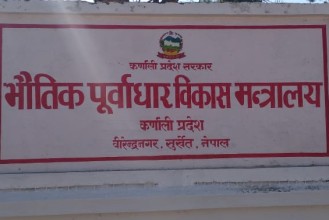 कर्णाली प्रदेश सरकार
भौतिक पूर्वाधार विकास मन्त्रालय
कर्णाली प्रदेश
वीरेन्द्रनगर, सुर्खेत, नेपाल